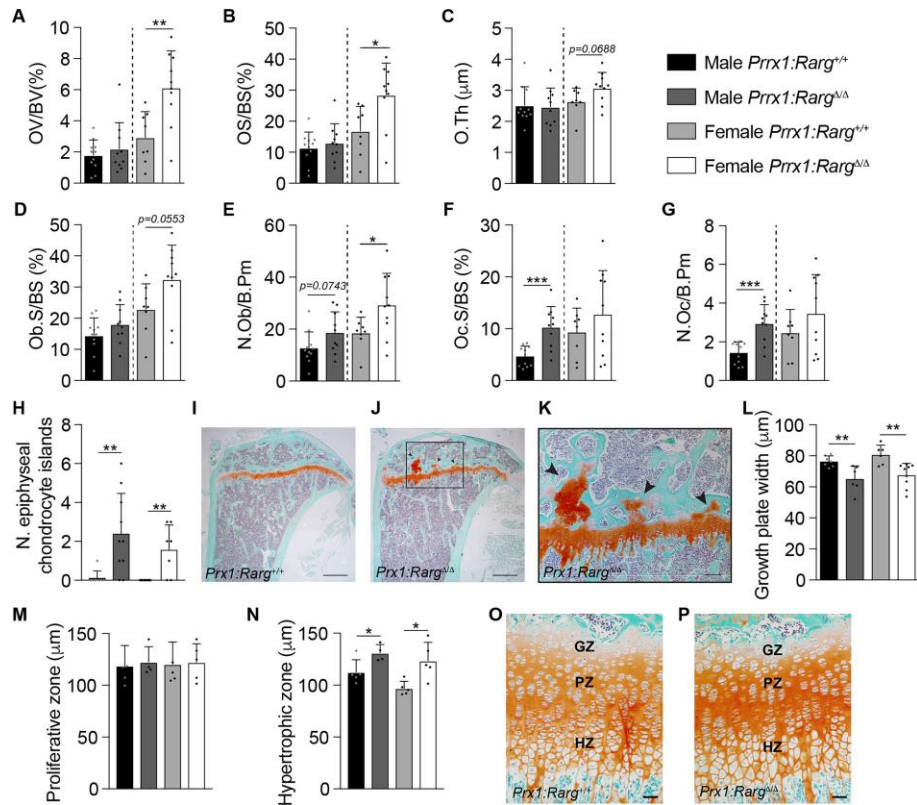 A
OV/BV(%)
10
8
6
4
2
0
**
B
OS/BS(%)
50
40
30
20
10
0
*
C
O.Th (µm)
5
4
3
2
1
0
p=0.0688
Male Prrx1:Rarg+/+
Male Prrx1:RargΔ/Δ
Female Prrx1:Rarg+/+
Female Prrx1:RargΔ/Δ
D
Ob.S/BS (%)
50
40
30
20
10
0
p=0.0553
E
N.Ob/B.Pm
60
40
20
0
p=0.0743
*
F
Oc.S/BS (%)
30
20
10
0
***
G
N.Oc/B.Pm
8
6
4
2
0
***
H
N. epiphyseal
chondrocyte islands
8
6
4
2
0
**
**
I
Prx1:Rarg+/+
J
Prx1:RargΔ/Δ
K
Prx1:RargΔ/Δ
L
Growth plate width (µm)
100
80
60
40
20
0
**
**
M
Proliferative zone (µm)
150
100
50
0
N
Hypertrophic zone (µm)
150
100
50
0
*
*
O
GZ
PZ
HZ
Prx1:Rarg+/+
P
GZ
PZ
HZ
Prx1:RargΔ/Δ